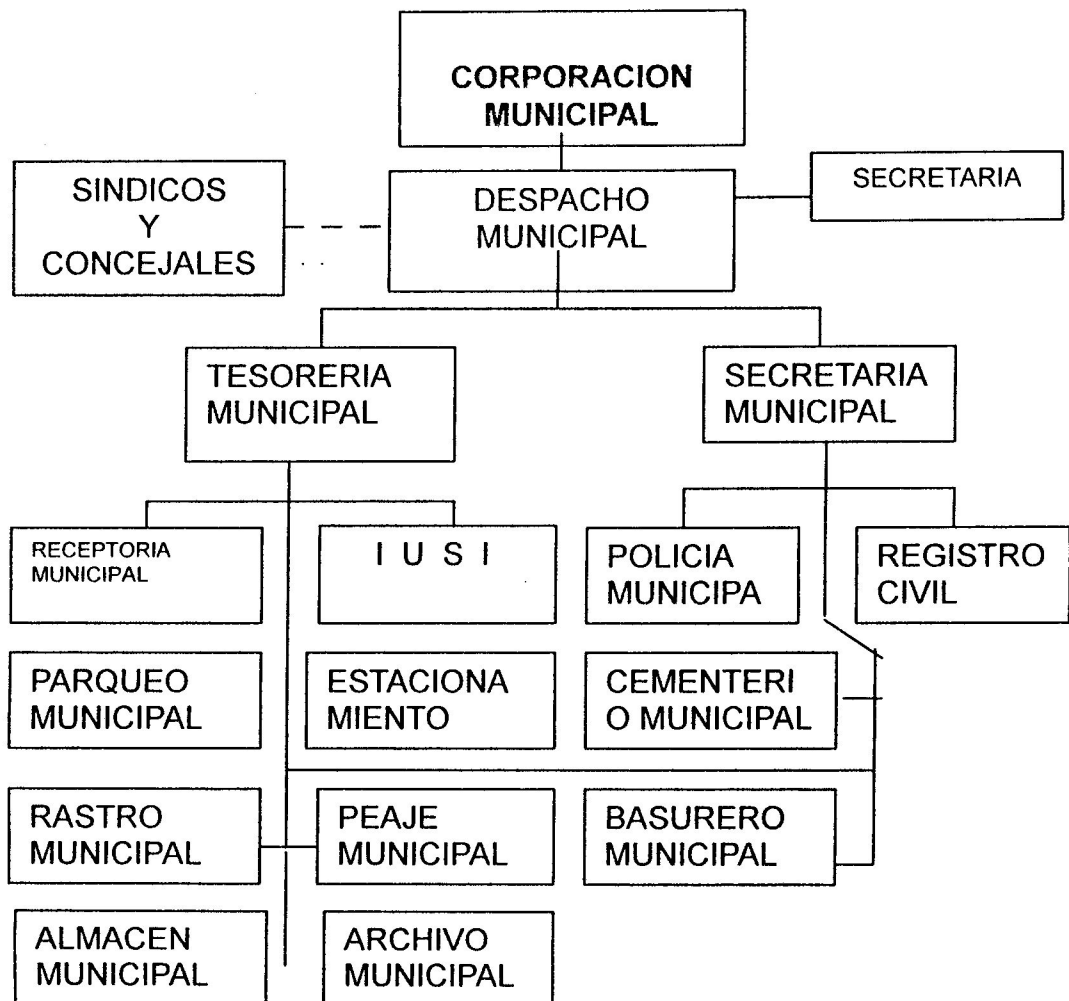 CORPORACION
MUNICIPAL
SINDICOS
Y
CONCEJALES
DESPACHO
MUNICIPAL
SECRETARIA
TESORERIA
MUNICIPAL
SECRETARIA
MUNICIPAL
RECEPTORIA
MUNICIPAL
I U S I
POLICIA
MUNICIPA
REGISTRO
CIVIL
PARQUEO
MUNICIPAL
ESTACIONA
MIENTO
CEMENTERI
O MUNICIPAL
RASTRO
MUNICIPAL
PEAJE
MUNICIPAL
BASURERO
MUNICIPAL
ALMACEN
MUNICIPAL
ARCHIVO
MUNICIPAL